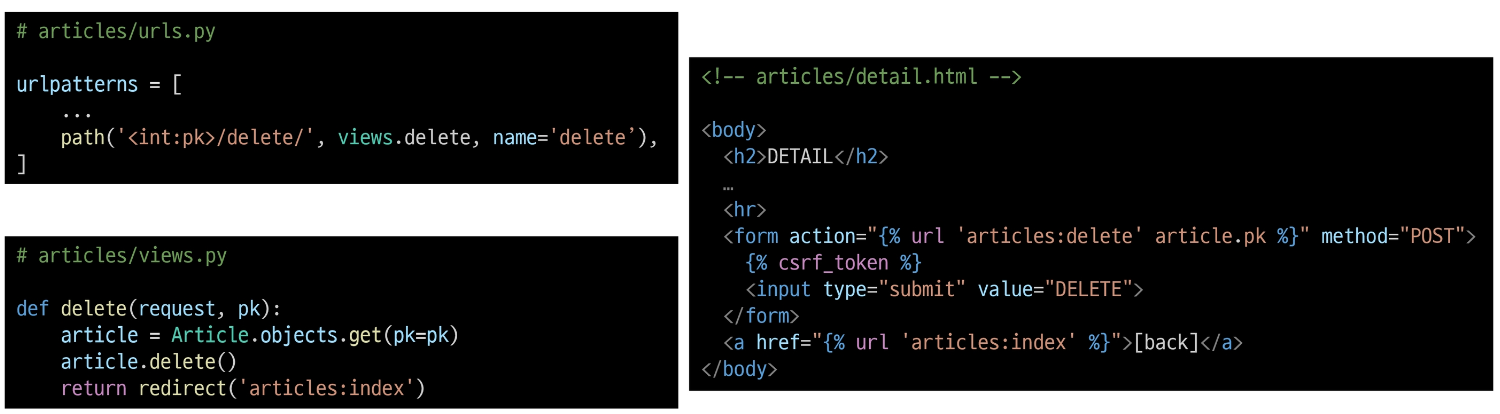 # articles/urls.py
urlpatterns = [
    ...
    path('<int:pk>/delete/', views.delete, name='delete’),
]
# articles/views.py
def delete(request, pk):
    article = Article.objects.get(pk=pk)
    article.delete()
    return redirect('articles:index')
<!-- articles/detail.html -->
<body>
  <h2>DETAIL</h2>
  …
  <hr>
  <form action="{% url 'articles:delete' article.pk %}" method="POST">
    {% csrf_token %}
    <input type="submit" value="DELETE">
  </form>
  <a href="{% url 'articles:index' %}">[back]</a>
</body>